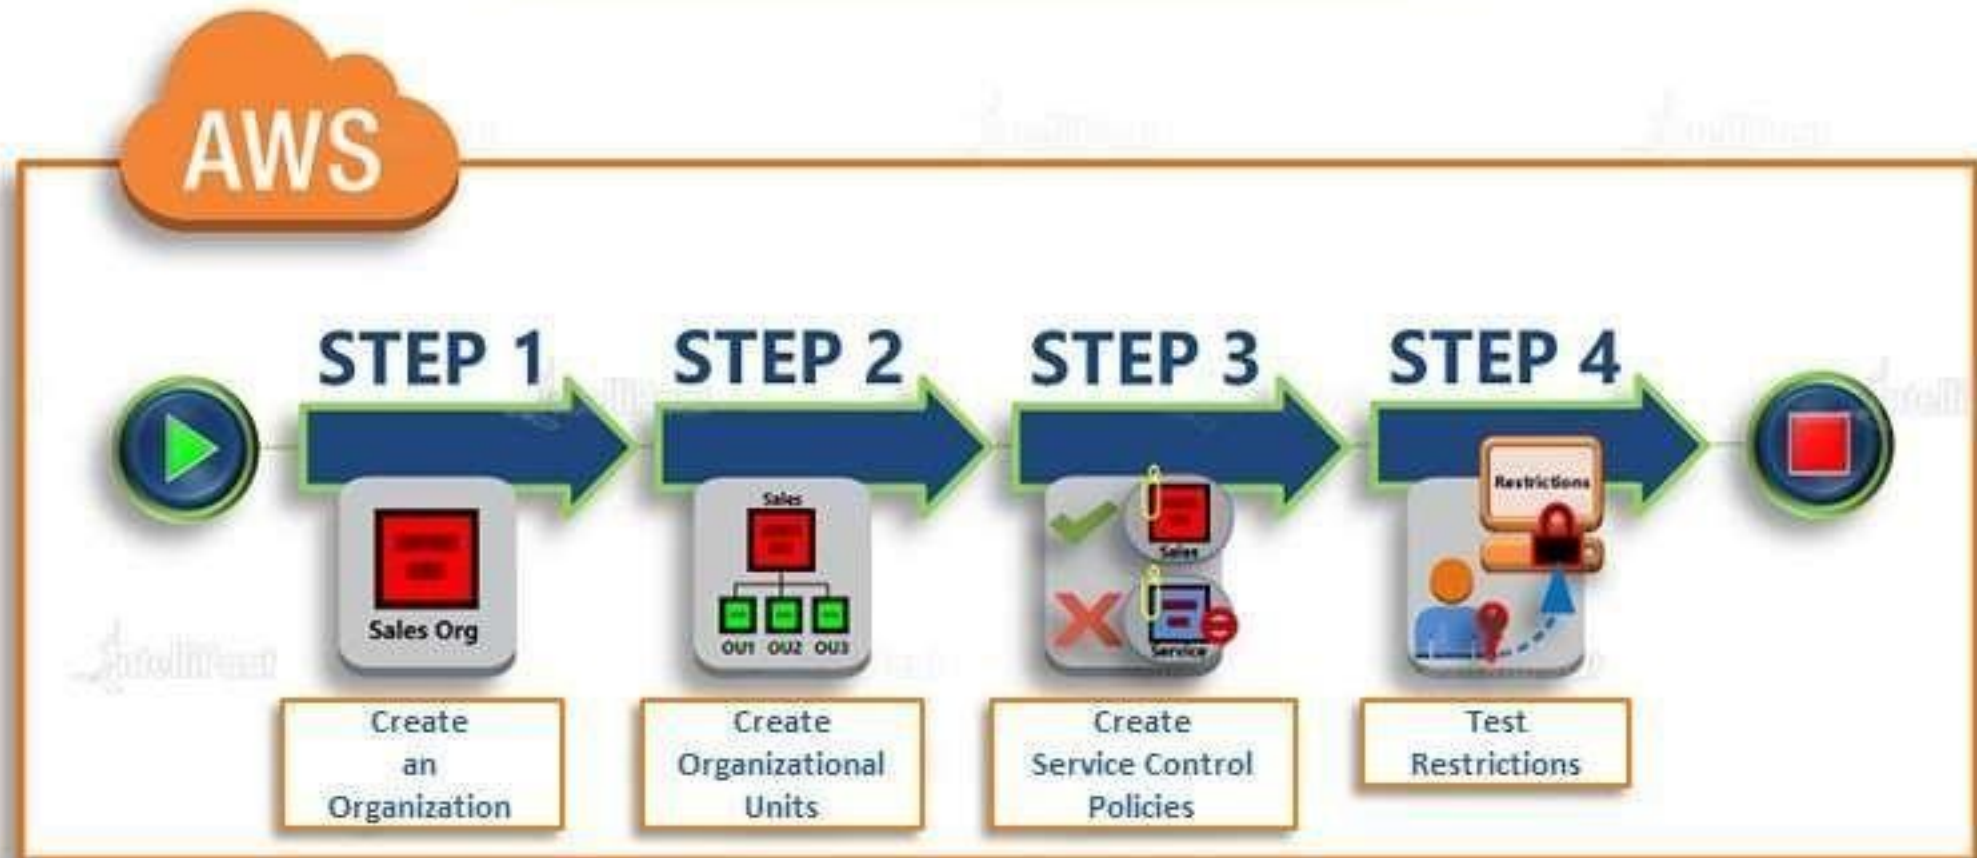 AWS
STEP 1
STEP 2
STEP 3
STEP 4
Sales Org
Sales
OU1 OU2 OU3
Sales
Service
Restrictions
Create
an
Organization
Create
Organizational
Units
Create
Service Control
Policies
Test
Restrictions